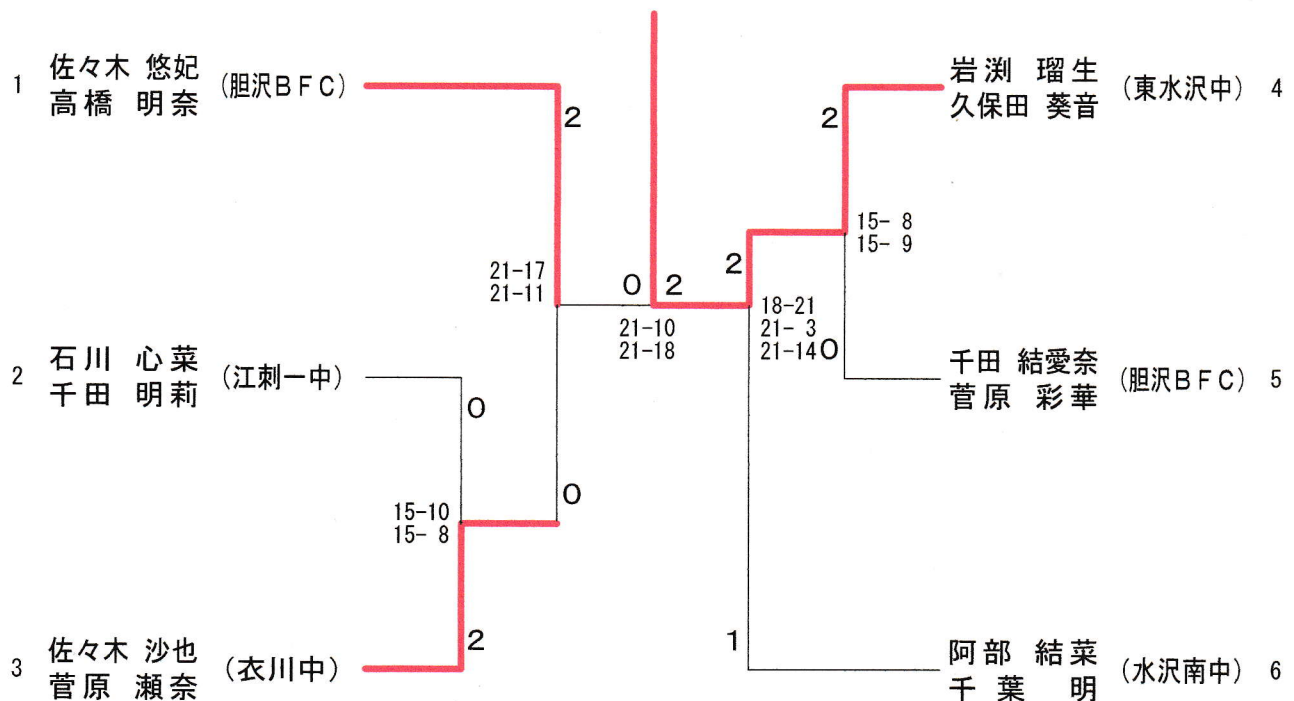 1 佐々木 悠妃 (胆沢BFC)
高橋 明奈
2
21-17
21-11
2 石川 心菜 (江刺一中)
千田 明莉
0
15-10
15- 8
0
3 佐々木 沙也 (衣川中)
菅原 瀬奈
2
0 2
21-10
21-18
岩渕 瑠生 (東水沢中) 4
久保田 葵音
2
15- 8
15- 9
2
18-21
21- 3
21-14
0
千田 結愛奈 (胆沢BFC) 5
菅原 彩華
1
阿部 結菜 (水沢南中) 6
千葉 明